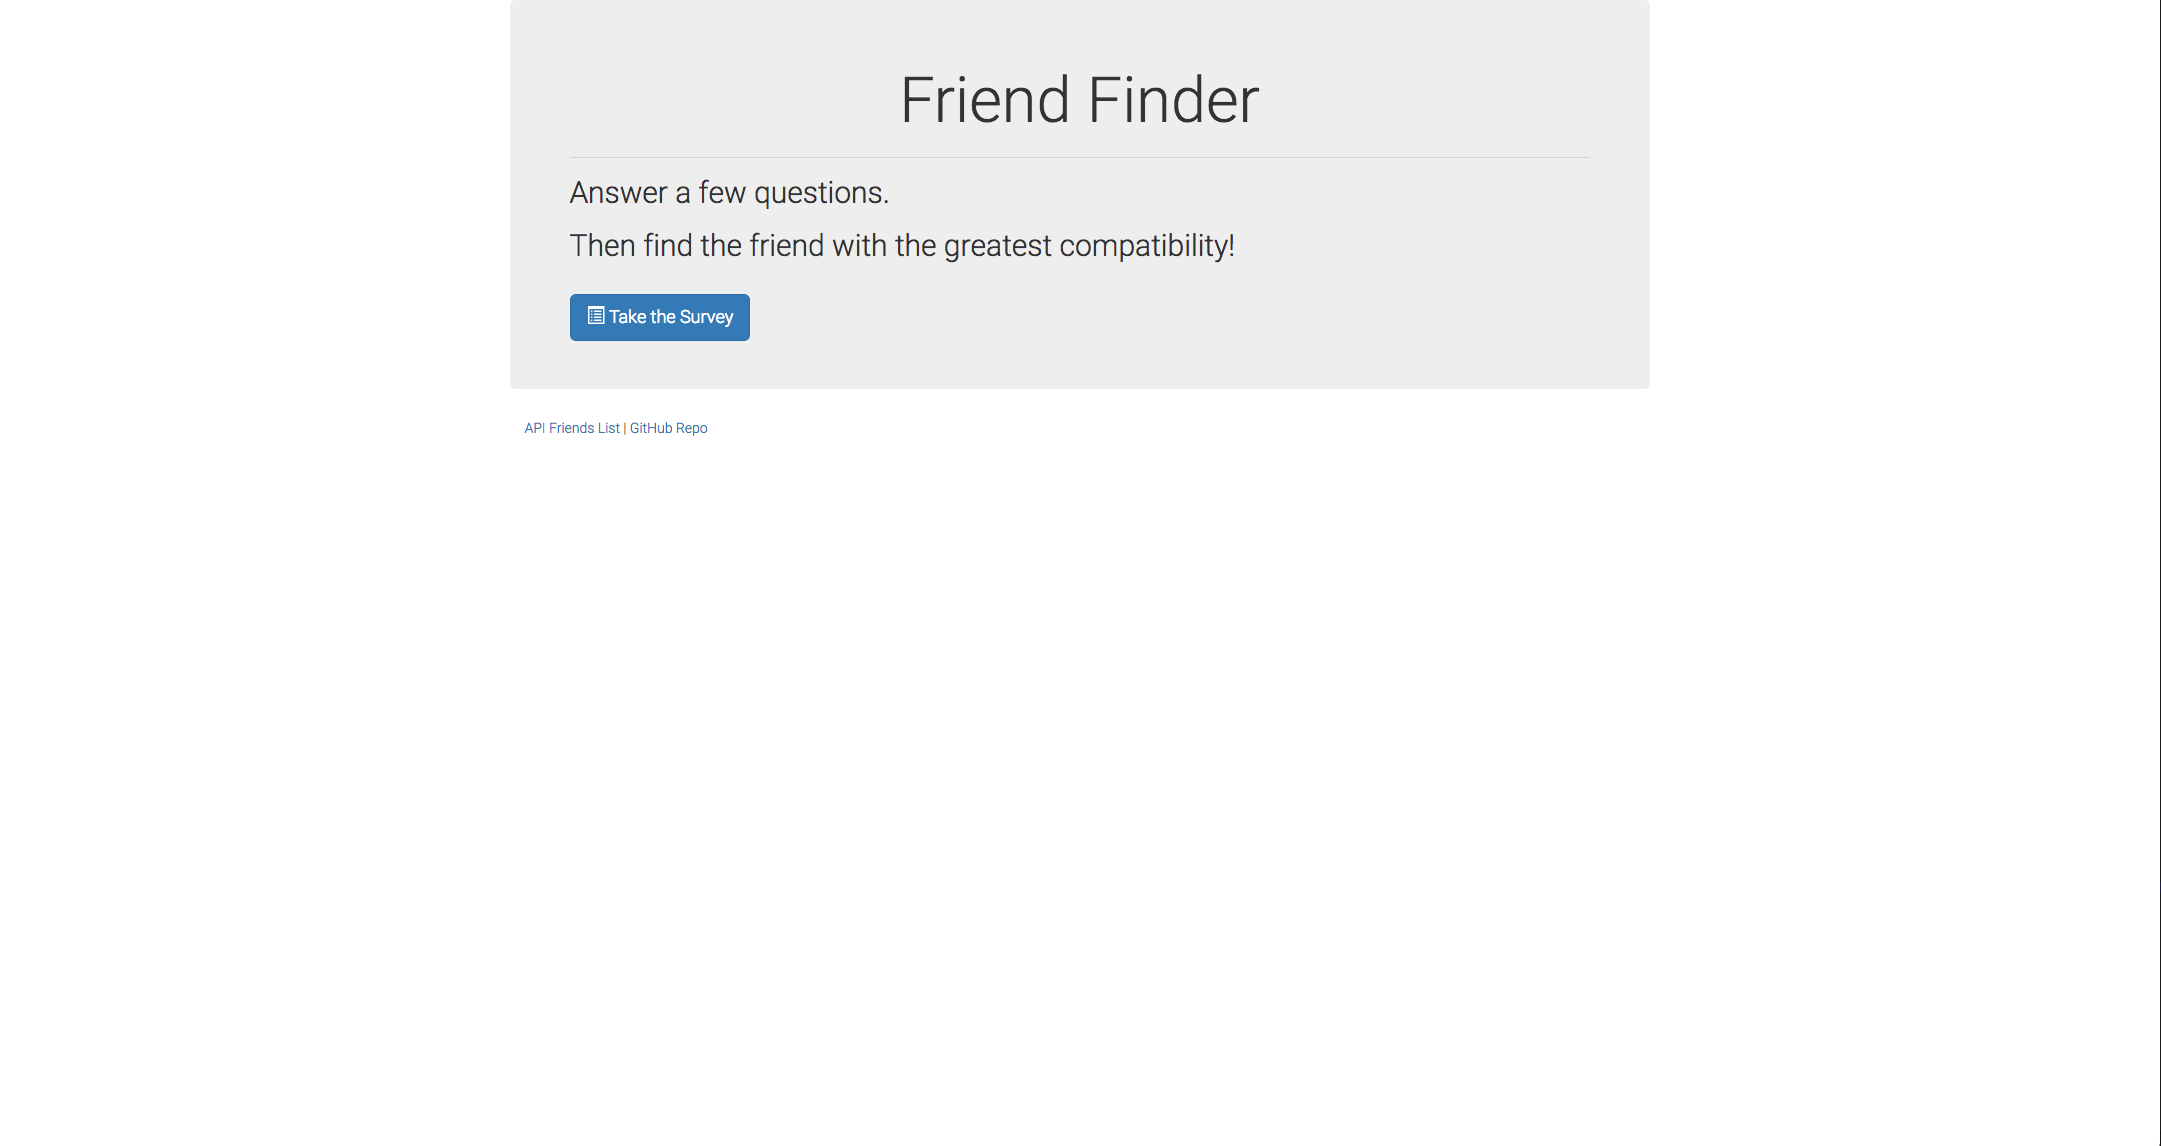 Friend Finder
Answer a few questions.
Then find the friend with the greatest compatibility!
Take the Survey
API Friends List | GitHub Repo